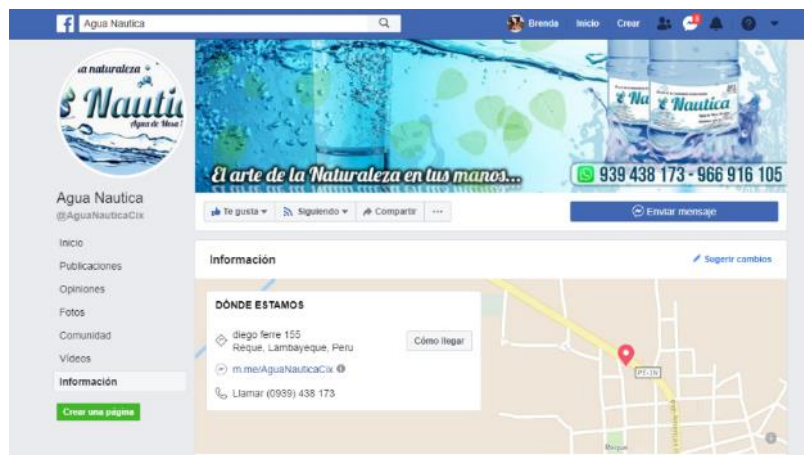 Agua Nautica
Brenda Inicio Crear
la naturaleza
s Nautic
Agua de Mesa
e Na
e Nautica
El arte de la Naturaleza en tus manos...
939 438 173 - 966 916 105
Agua Nautica
@AguaNauticaCix
Te gusta Siguiendo Compartir ...
Enviar mensaje
Inicio
Publicaciones
Opiniones
Fotos
Comunidad
Vídeos
Información
Crear una página
Información
Sugerir cambios
DÓNDE ESTAMOS
diego ferre 155
Reque, Lambayeque, Peru
Cómo llegar
m.me/AguaNauticaCix
Llamar (0939) 438 173
PE-1N
Reque